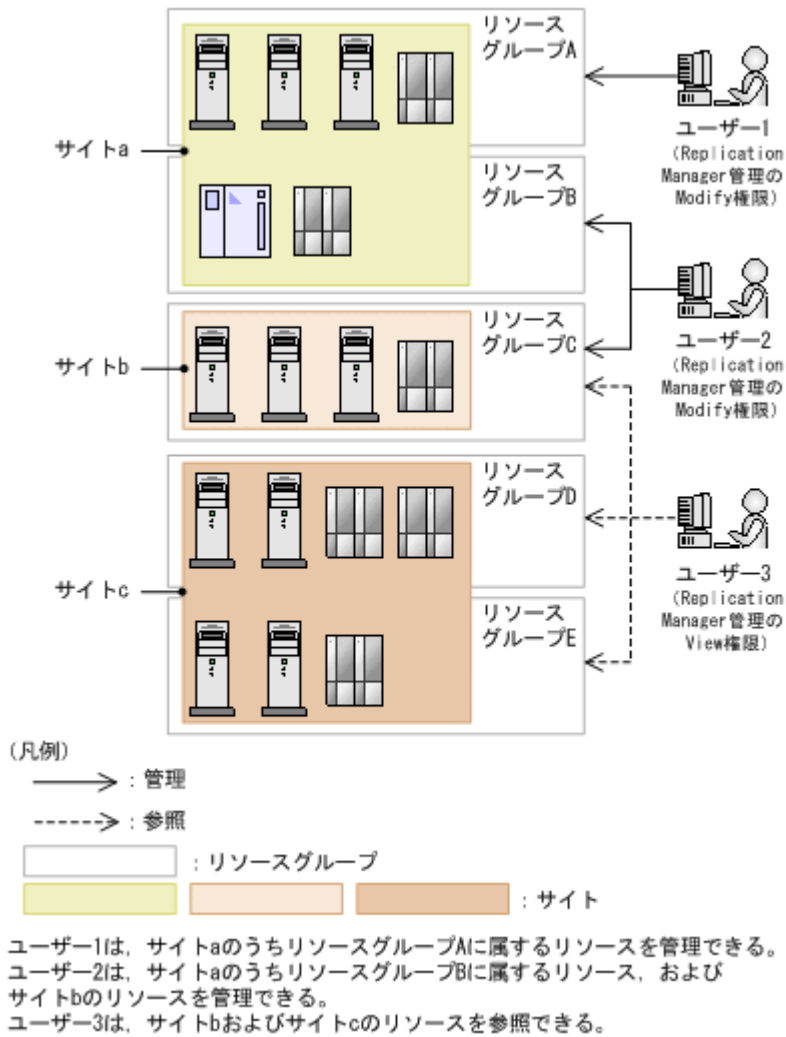 リソース
グループA
ユーザー1
（Replication
Manager管理の
Modify権限）
サイトa
リソース
グループB
リソース
グループC
ユーザー2
（Replication
Manager管理の
Modify権限）
サイトb
リソース
グループD
ユーザー3
（Replication
Manager管理の
View権限）
サイトc
リソース
グループE
（凡例）
：管理
：参照
：リソースグループ
：サイト
ユーザー1は，サイトaのうちリソースグループAに属するリソースを管理できる。
ユーザー2は，サイトaのうちリソースグループBに属するリソース，および
サイトbのリソースを管理できる。
ユーザー3は，サイトbおよびサイトcのリソースを参照できる。